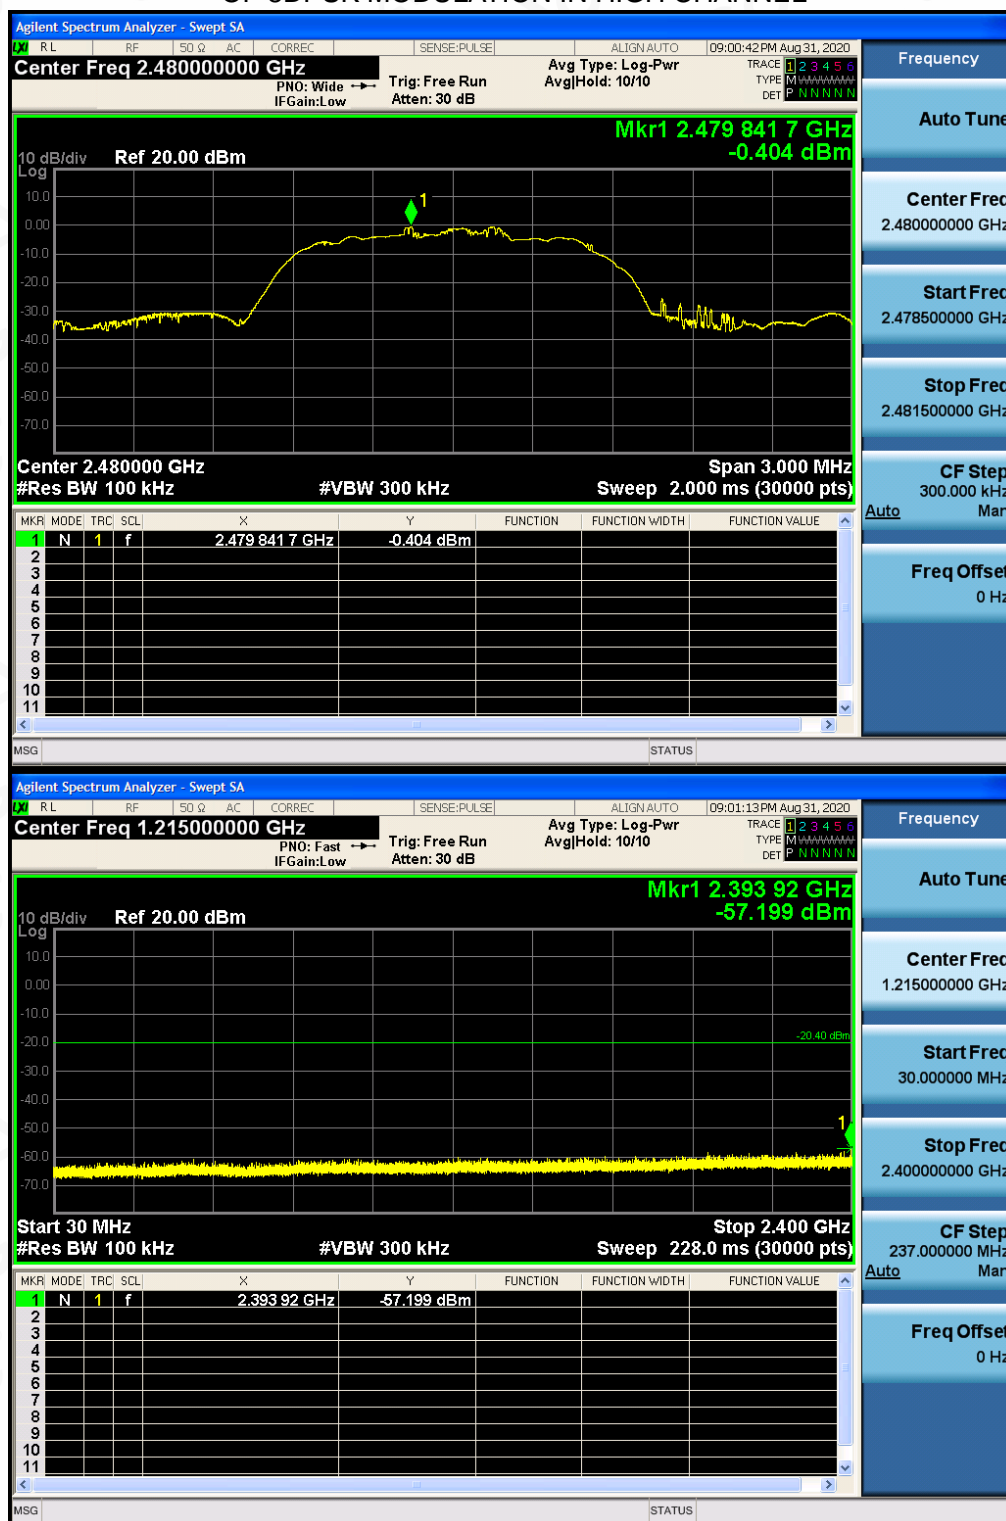 OF 8DPSK MODULATION IN HIGH CHANNEL
Agilent Spectrum Analyzer - Swept SA
LXI RL RF 50 Ω AC CORREC SENSE:PULSE ALIGN AUTO 09:00:42 PM Aug 31, 2020
Center Freq 2.480000000 GHz
PNO: Wide
IFGain:Low
Trig: Free Run
Atten: 30 dB
Avg Type: Log-Pwr
Avg|Hold: 10/10
TRACE 1 2 3 4 5 6
TYPE M WWWWW
DET P N N N N N
Mkr1 2.479 841 7 GHz
-0.404 dBm
10 dB/div Ref 20.00 dBm
Log
10.0
0.00
-10.0
-20.0
-30.0
-40.0
-50.0
-60.0
-70.0
1
Center 2.480000 GHz Span 3.000 MHz
#Res BW 100 kHz #VBW 300 kHz Sweep 2.000 ms (30000 pts)
MKR MODE TRC SCL X Y FUNCTION FUNCTION WIDTH FUNCTION VALUE
1 N 1 f 2.479 841 7 GHz -0.404 dBm
2
3
4
5
6
7
8
9
10
11
MSG STATUS
Frequency
Auto Tune
Center Freq
2.480000000 GHz
Start Freq
2.478500000 GHz
Stop Freq
2.481500000 GHz
CF Step
300.000 kHz
Auto Man
Freq Offset
0 Hz
Agilent Spectrum Analyzer - Swept SA
LXI RL RF 50 Ω AC CORREC SENSE:PULSE ALIGN AUTO 09:01:13 PM Aug 31, 2020
Center Freq 1.215000000 GHz
PNO: Fast
IFGain:Low
Trig: Free Run
Atten: 30 dB
Avg Type: Log-Pwr
Avg|Hold: 10/10
TRACE 1 2 3 4 5 6
TYPE M WWWWW
DET P N N N N N
Mkr1 2.393 92 GHz
-57.199 dBm
10 dB/div Ref 20.00 dBm
Log
10.0
0.00
-10.0
-20.0
-30.0
-40.0
-50.0
-60.0
-70.0
-20.40 dBm
1
Start 30 MHz Stop 2.400 GHz
#Res BW 100 kHz #VBW 300 kHz Sweep 228.0 ms (30000 pts)
MKR MODE TRC SCL X Y FUNCTION FUNCTION WIDTH FUNCTION VALUE
1 N 1 f 2.393 92 GHz -57.199 dBm
2
3
4
5
6
7
8
9
10
11
MSG STATUS
Frequency
Auto Tune
Center Freq
1.215000000 GHz
Start Freq
30.000000 MHz
Stop Freq
2.400000000 GHz
CF Step
237.000000 MHz
Auto Man
Freq Offset
0 Hz